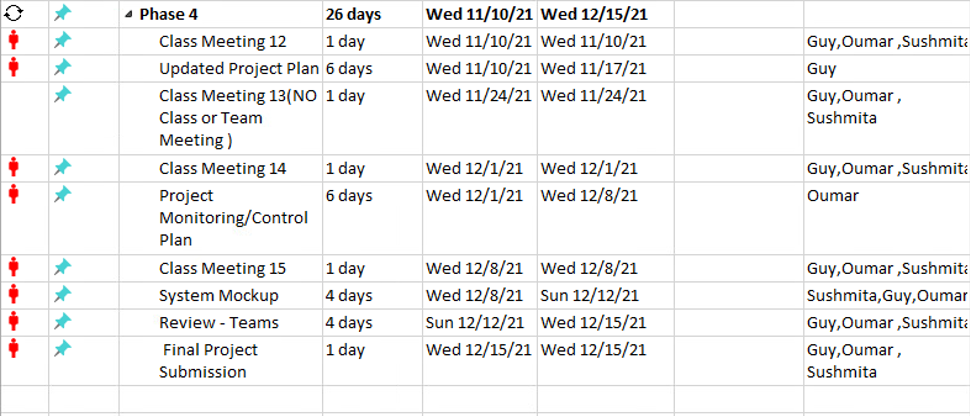 Phase 4 26 days Wed 11/10/21 Wed 12/15/21
Class Meeting 12 1 day Wed 11/10/21 Wed 11/10/21 Guy,Oumar ,Sushmita
Updated Project Plan 6 days Wed 11/10/21 Wed 11/17/21 Guy
Class Meeting 13(NO 1 day Wed 11/24/21 Wed 11/24/21 Guy,Oumar ,
Class or Team Sushmita
Meeting )
Class Meeting 14 1 day Wed 12/1/21 Wed 12/1/21 Guy,Oumar ,Sushmita
Project 6 days Wed 12/1/21 Wed 12/8/21 Oumar
Monitoring/Control
Plan
Class Meeting 15 1 day Wed 12/8/21 Wed 12/8/21 Guy,Oumar ,Sushmita
System Mockup 4 days Wed 12/8/21 Sun 12/12/21 Sushmita,Guy,Oumar
Review - Teams 4 days Sun 12/12/21 Wed 12/15/21 Guy,Oumar ,Sushmita
Final Project 1 day Wed 12/15/21 Wed 12/15/21 Guy,Oumar ,
Submission Sushmita